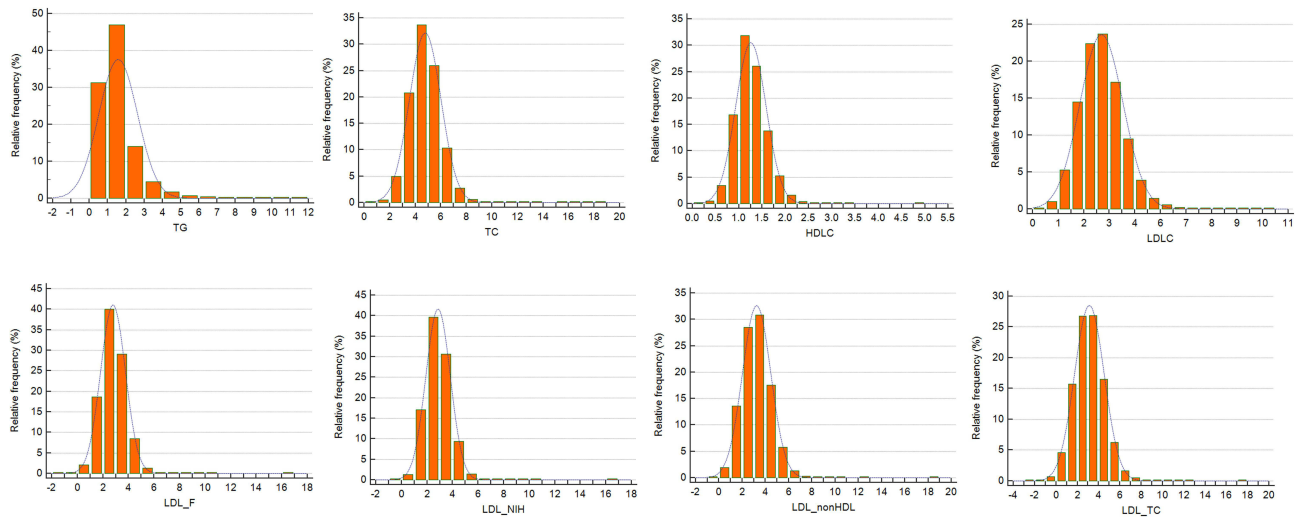 Relative frequency (%)
50
40
30
20
10
0
-2 -1 0 1 2 3 4 5 6 7 8 9 10 11 12
TG
Relative frequency (%)
35
30
25
20
15
10
5
0
0 2 4 6 8 10 12 14 16 18 20
TC
Relative frequency (%)
35
30
25
20
15
10
5
0
0.0 0.5 1.0 1.5 2.0 2.5 3.0 3.5 4.0 4.5 5.0 5.5
HDLC
Relative frequency (%)
25
20
15
10
5
0
0 1 2 3 4 5 6 7 8 9 10 11
LDLC
Relative frequency (%)
45
40
35
30
25
20
15
10
5
0
-2 0 2 4 6 8 10 12 14 16 18
LDL_F
Relative frequency (%)
45
40
35
30
25
20
15
10
5
0
-2 0 2 4 6 8 10 12 14 16 18
LDL_NIH
Relative frequency (%)
35
30
25
20
15
10
5
0
-2 0 2 4 6 8 10 12 14 16 18 20
LDL_nonHDL
Relative frequency (%)
30
25
20
15
10
5
0
-4 -2 0 2 4 6 8 10 12 14 16 18 20
LDL_TC